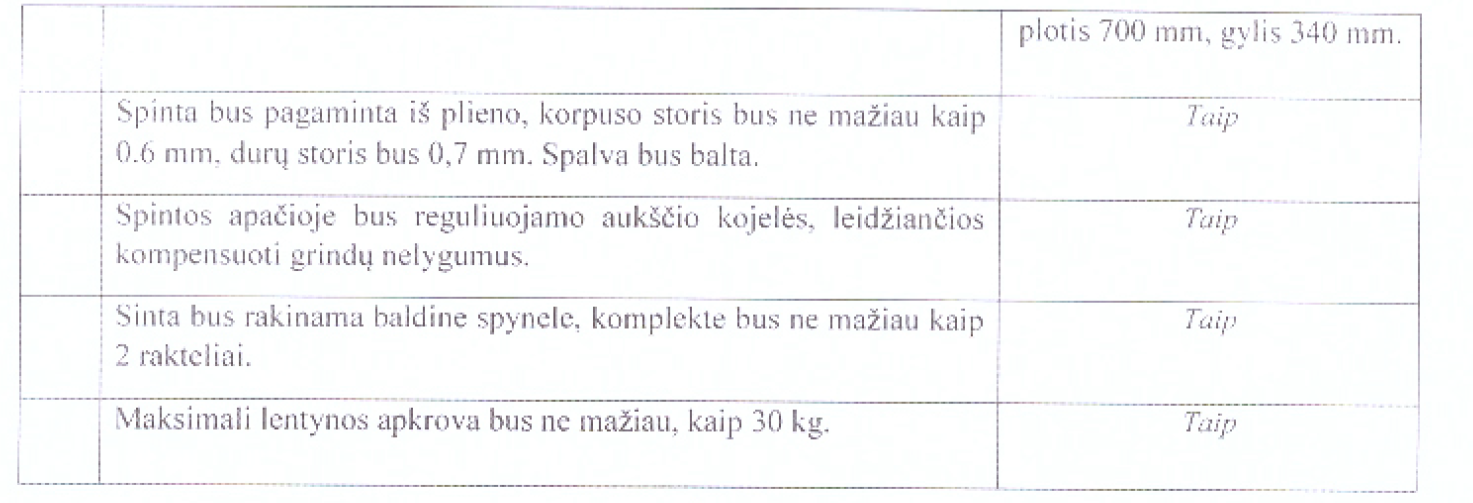 plotis 700 mm, gylis 340 mm.
Spinta bus pagaminta iš plieno, korpuso storis bus ne mažiau kaip
Taip
0.6 mm, durų storis bus 0,7 mm. Spalva bus balta.
Spintos apačioje bus reguliuojamo aukščio kojelės, leidžiančios
Taip
kompensuoti grindų nelygumus.
Sinta bus rakinama baldine spynele, komplekte bus ne mažiau kaip
Taip
2 rakteliai.
Maksimali lentynos apkrova bus ne mažiau, kaip 30 kg.
Taip